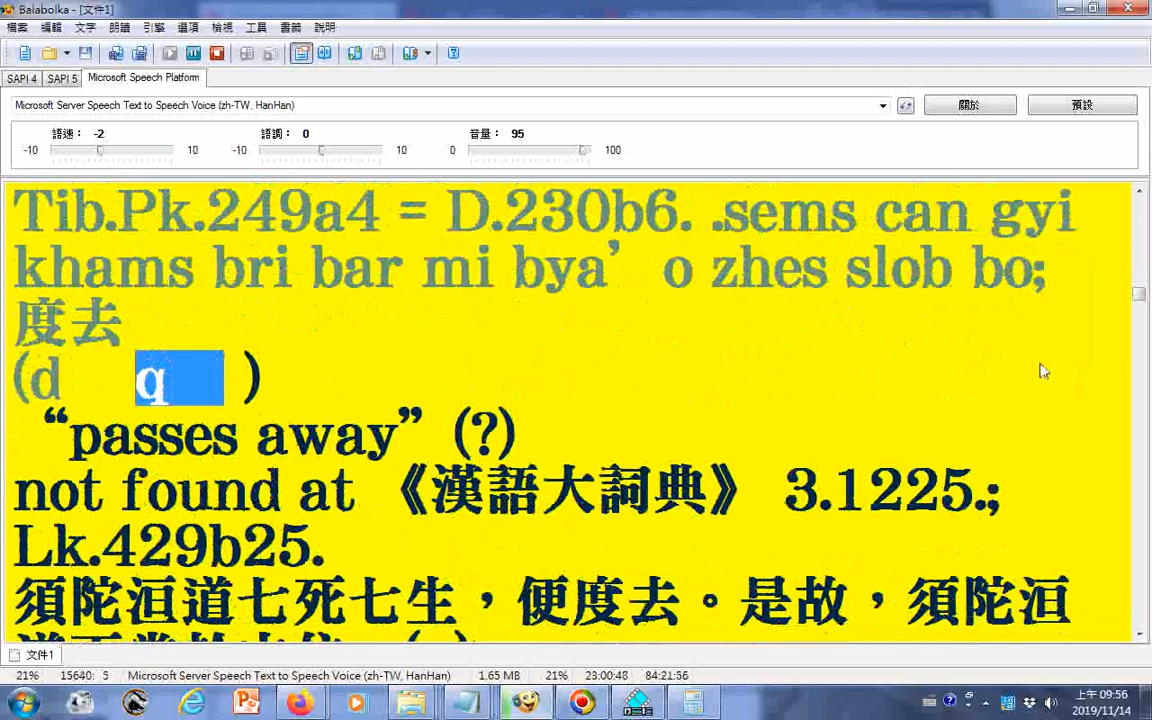 Balabolka - [文件1]
檔案 編輯 文字 朗讀 引擎 選項 檢視 工具 書籤 說明
SAPI 4 SAPI 5 Microsoft Speech Platform
Microsoft Server Speech Text to Speech Voice (zh-TW, HanHan) 關於 預設
語速： -2 語調： 0 音量： 95
-10 10 -10 10 0 100
Tib.Pk.249a4 = D.230b6. .sems can gyi
khams bri bar mi bya’ o zhes slob bo;
度去
(d q )
“passes away” (?)
not found at 《漢語大詞典》 3.1225.;
Lk.429b25.
須陀洹道七死七生，便度去。是故，須陀洹
文件1
21% 15640: Microsoft Server Speech Text to Speech Voice (zh-TW, HanHan) 1.65 MB 21% 23:00:48 84:21:56
上午 09:56
2019/11/14